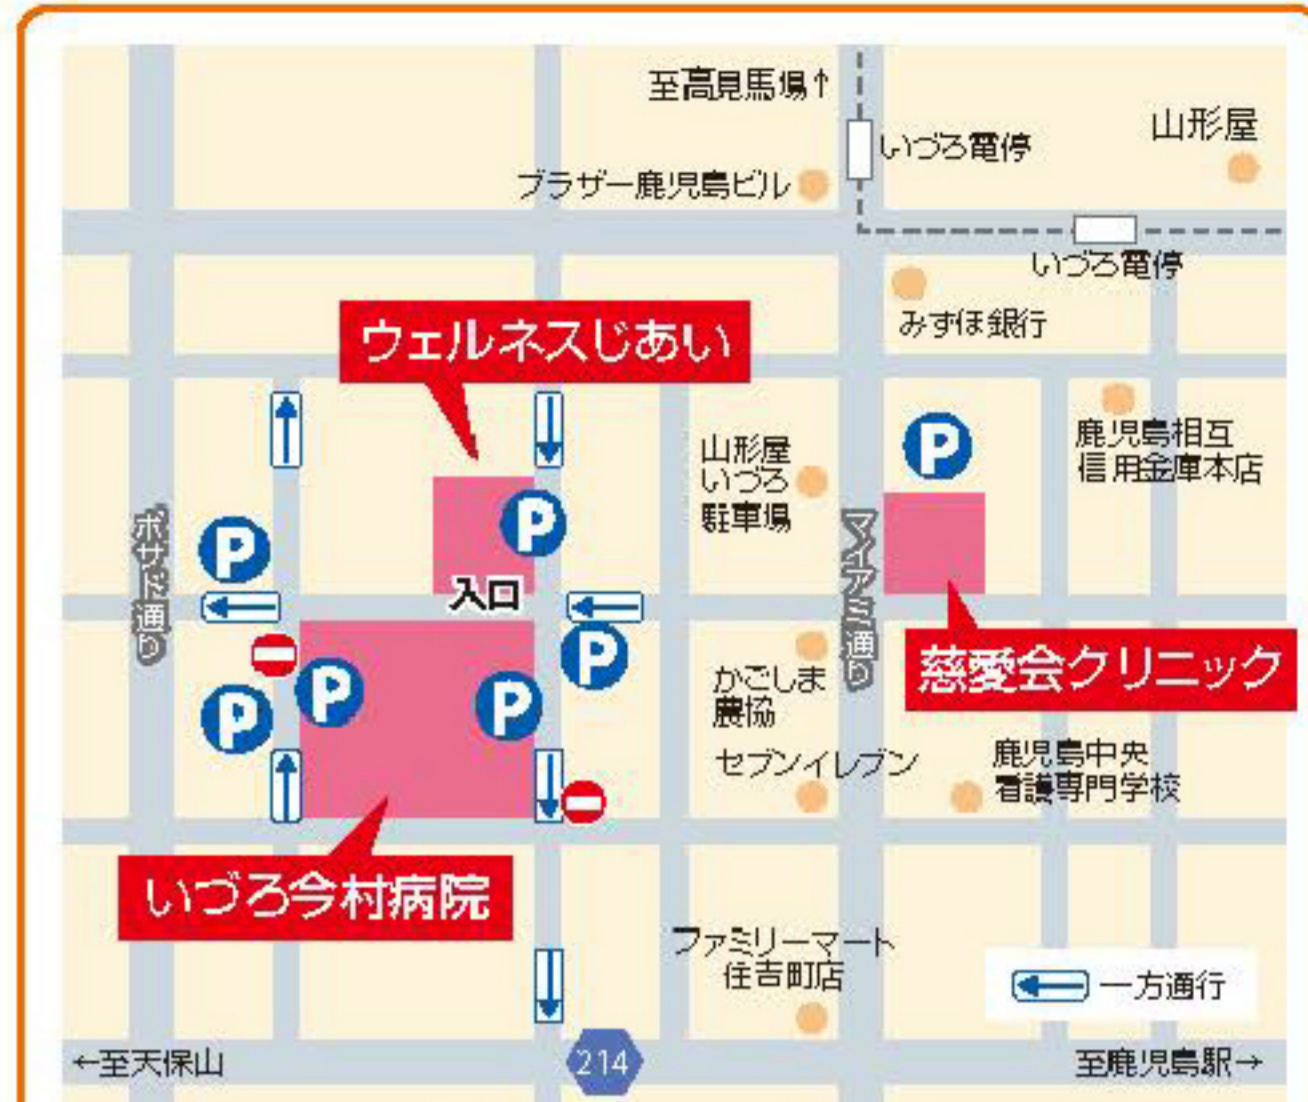 至高見馬場↑
いづろ電停
山形屋
ブラザー鹿児島ビル
いづろ電停
みずほ銀行
ウェルネスじあい
P
鹿児島相互
信用金庫本店
山形屋
いづろ
駐車場
P
P
ボサド通り
マイアミ通り
入口
P
P
P
P
かごしま
農協
慈愛会クリニック
セブンイレブン
鹿児島中央
看護専門学校
いづろ今村病院
ファミリーマート
住吉町店
一方通行
←至天保山
214
至鹿児島駅→